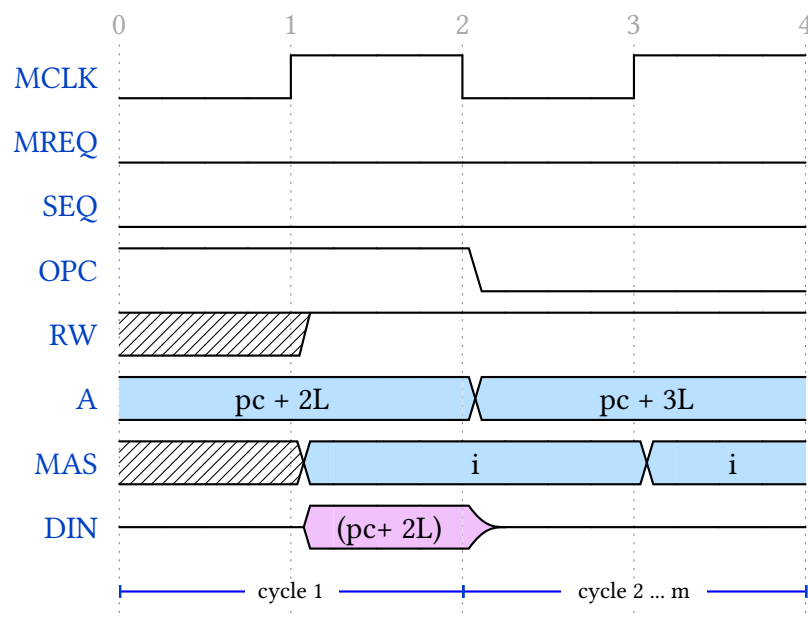 0 1 2 3 4
MCLK
MREQ
SEQ
OPC
RW
A pc + 2L pc + 3L
MAS i i
DIN (pc+ 2L)
cycle 1 cycle 2 ... m